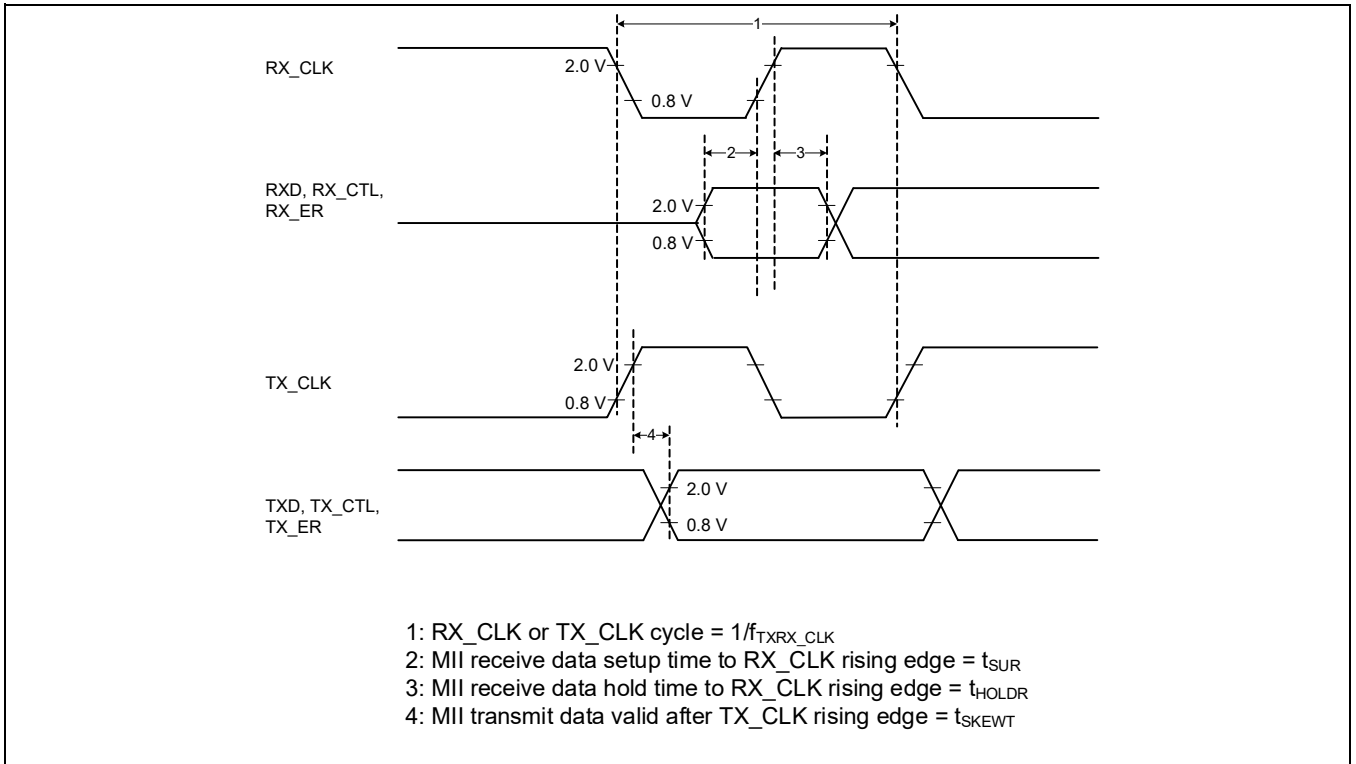 1
RX_CLK
2.0 V
0.8 V
2
3
RXD, RX_CTL,
RX_ER
2.0 V
0.8 V
TX_CLK
2.0 V
0.8 V
4
TXD, TX_CTL,
TX_ER
2.0 V
0.8 V
1: RX_CLK or TX_CLK cycle = 1/fTXRX_CLK
2: MII receive data setup time to RX_CLK rising edge = tSUR
3: MII receive data hold time to RX_CLK rising edge = tHOLDR
4: MII transmit data valid after TX_CLK rising edge = tSKEWT